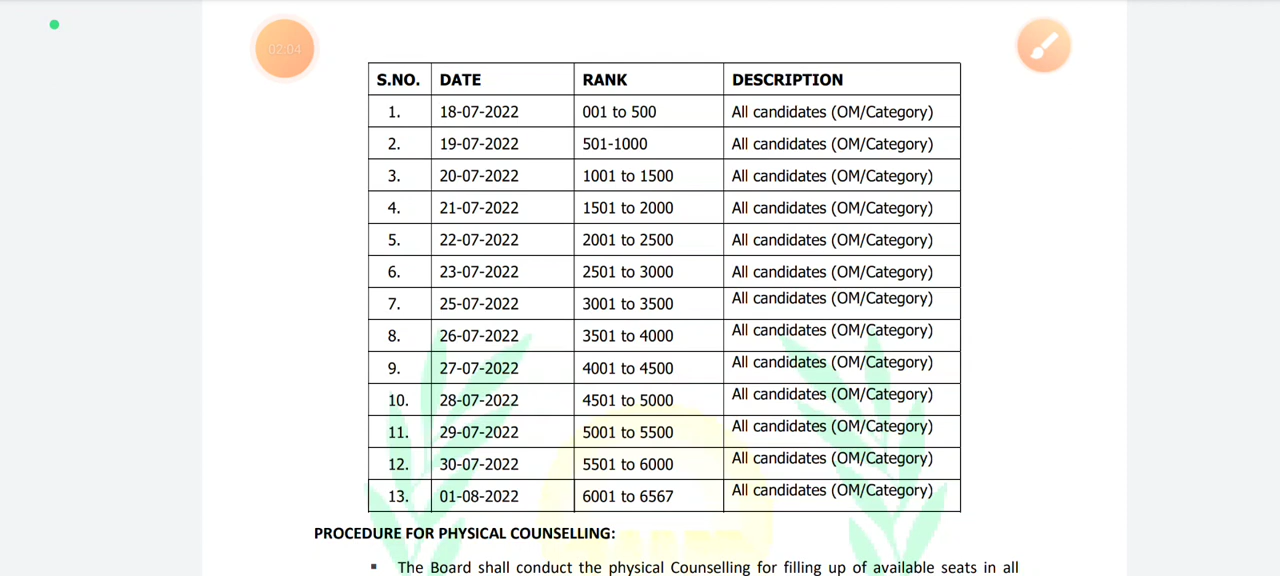 02:04
S.NO. DATE RANK DESCRIPTION
1. 18-07-2022 001 to 500 All candidates (OM/Category)
2. 19-07-2022 501-1000 All candidates (OM/Category)
3. 20-07-2022 1001 to 1500 All candidates (OM/Category)
4. 21-07-2022 1501 to 2000 All candidates (OM/Category)
5. 22-07-2022 2001 to 2500 All candidates (OM/Category)
6. 23-07-2022 2501 to 3000 All candidates (OM/Category)
7. 25-07-2022 3001 to 3500 All candidates (OM/Category)
8. 26-07-2022 3501 to 4000 All candidates (OM/Category)
9. 27-07-2022 4001 to 4500 All candidates (OM/Category)
10. 28-07-2022 4501 to 5000 All candidates (OM/Category)
11. 29-07-2022 5001 to 5500 All candidates (OM/Category)
12. 30-07-2022 5501 to 6000 All candidates (OM/Category)
13. 01-08-2022 6001 to 6567 All candidates (OM/Category)
PROCEDURE FOR PHYSICAL COUNSELLING:
▪ The Board shall conduct the physical Counselling for filling up of available seats in all